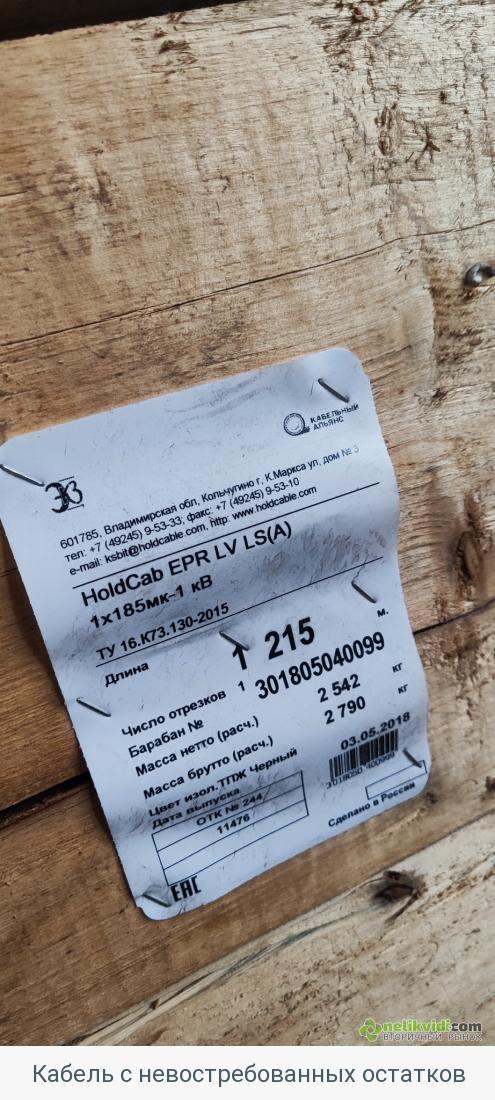 КАБЕЛЬНЫЙ
АЛЬЯНС
601785, Владимирская обл, Кольчугино г, К.Маркса ул, дом № 3
тел: +7 (49245) 9-53-33, факс: +7 (49245) 9-53-10
e-mail: ksbit@holdcable.com, http: www.holdcable.com
HoldCab EPR LV LS(A)
1х185мк-1 кВ
ТУ 16.К73.130-2015
Длина 1 215 м.
Число отрезков 1
Барабан № 301805040099
Масса нетто (расч.) 2 542 кг
Масса брутто (расч.) 2 790 кг
Цвет изол. ТПЖ Черный
Дата выпуска 03.05.2018
ОТК № 244
11476
Сделано в России
ЕАС
nelikvidi.com
ВТОРИЧНЫЙ РЫНОК
Кабель с невостребованных остатков